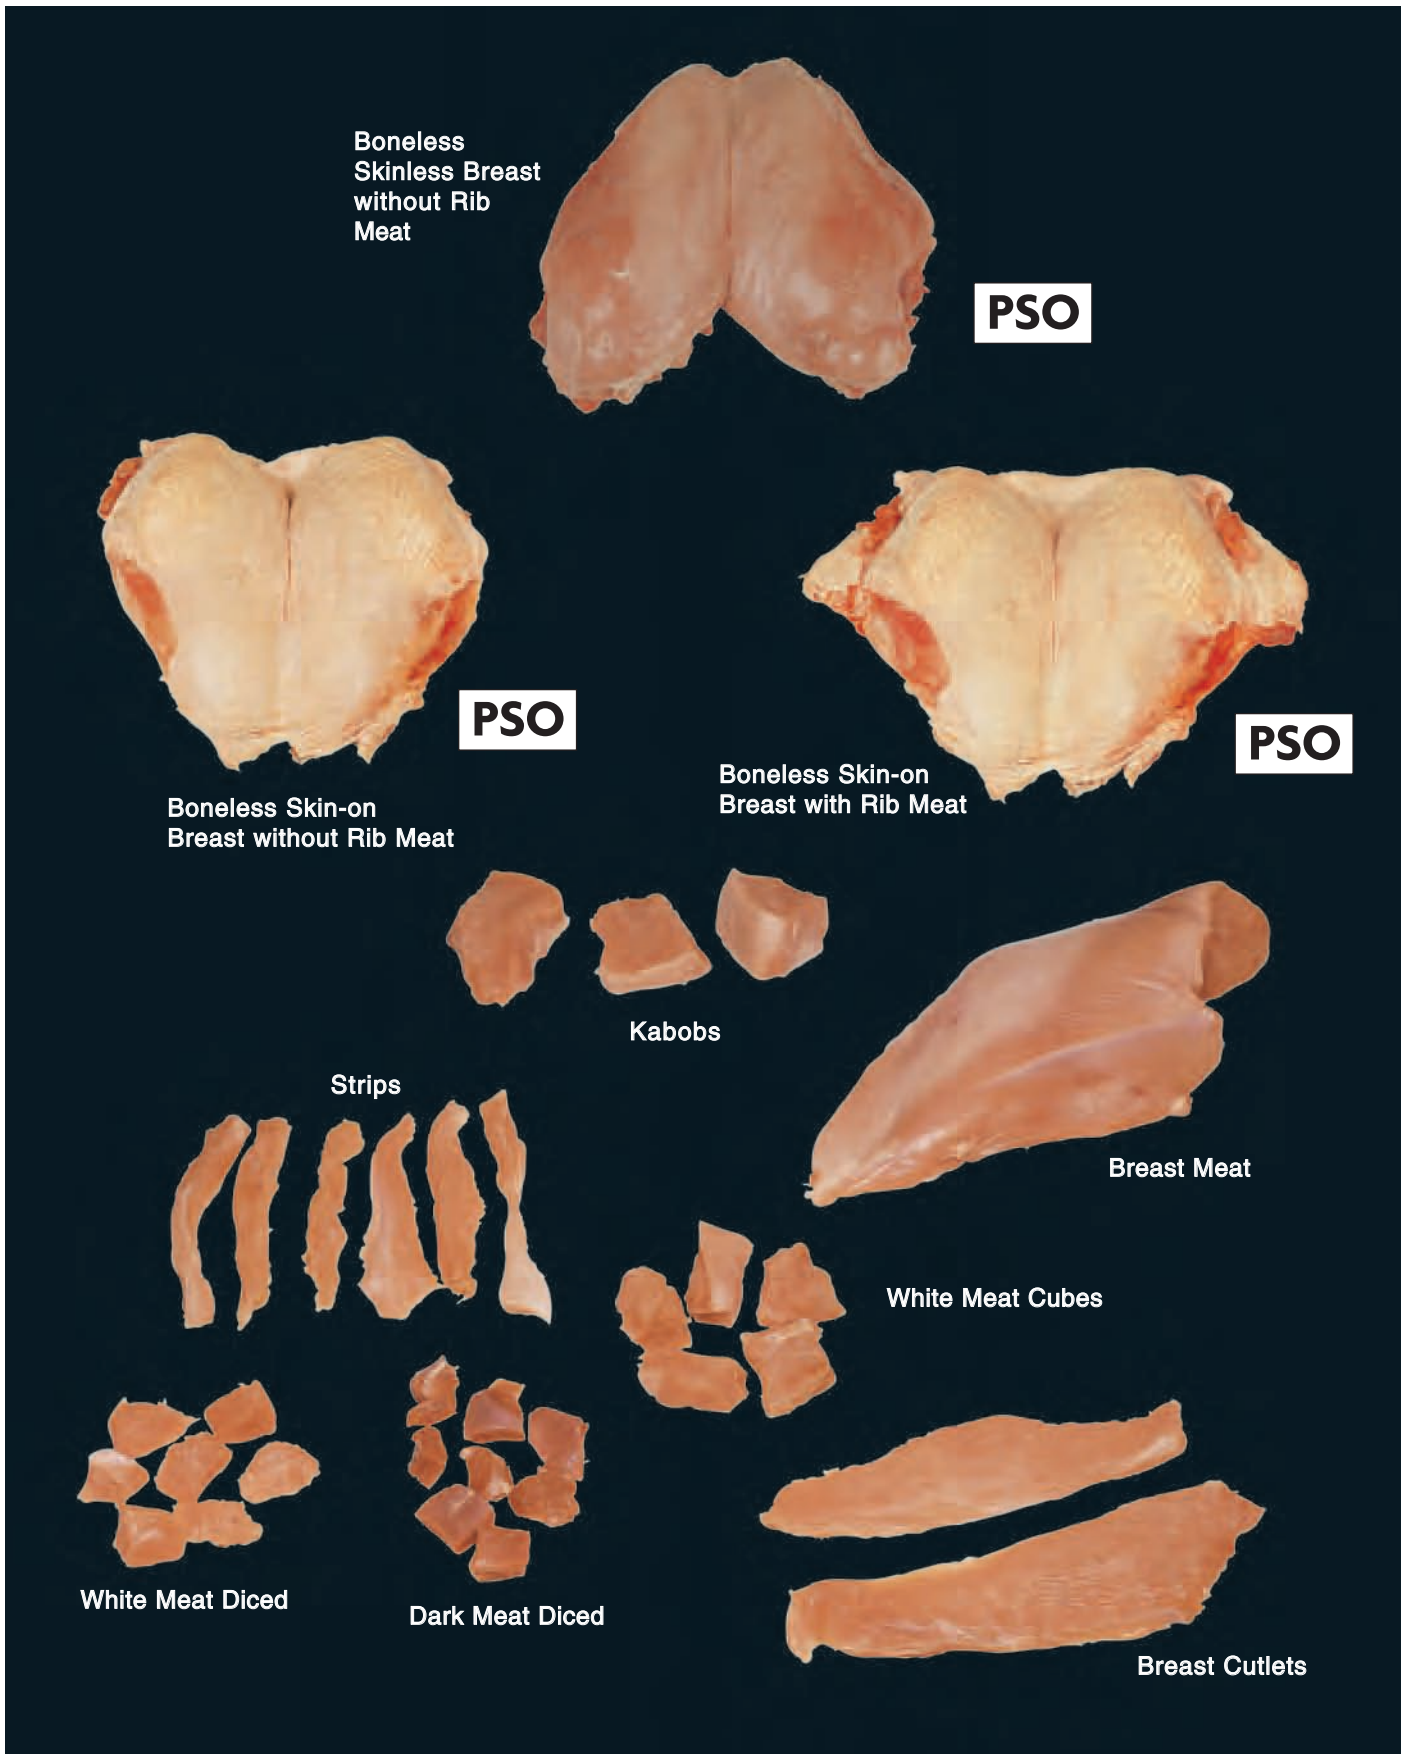 Boneless
Skinless Breast
without Rib
Meat
PSO
PSO
PSO
Boneless Skin-on
Breast with Rib Meat
Boneless Skin-on
Breast without Rib Meat
Kabobs
Strips
Breast Meat
White Meat Cubes
White Meat Diced
Dark Meat Diced
Breast Cutlets